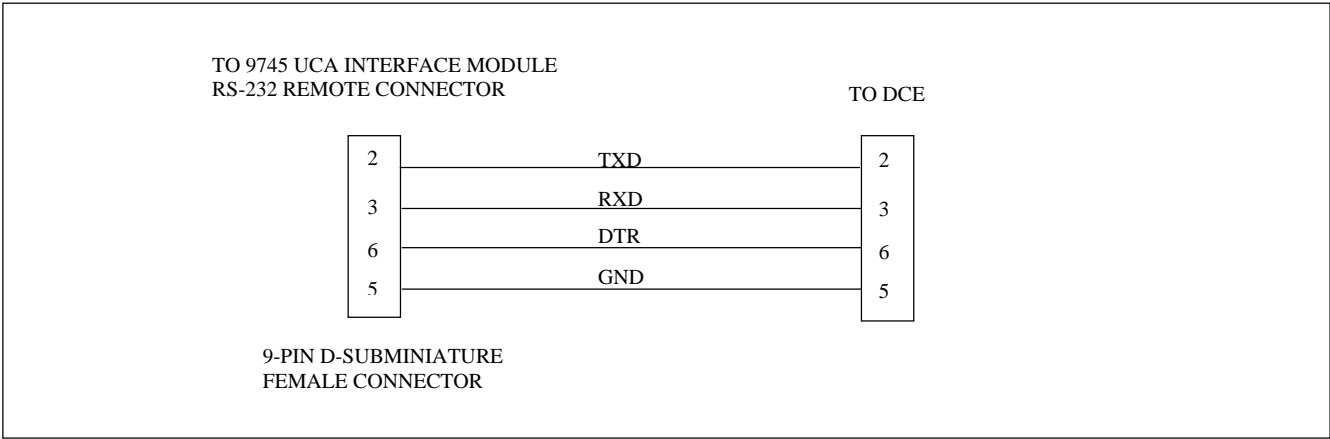 TO 9745 UCA INTERFACE MODULE
RS-232 REMOTE CONNECTOR
TO DCE
2 TXD 2
3 RXD 3
6 DTR 6
5 GND 5
9-PIN D-SUBMINIATURE
FEMALE CONNECTOR